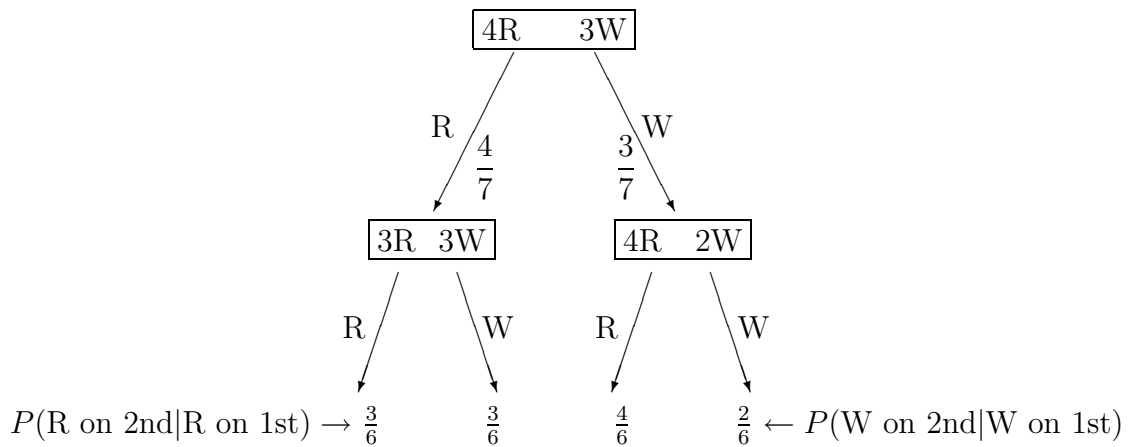 4R 3W
R W
4/7 3/7
3R 3W 4R 2W
R W R W
P(R on 2nd|R on 1st) → 3/6 3/6 4/6 2/6 ← P(W on 2nd|W on 1st)